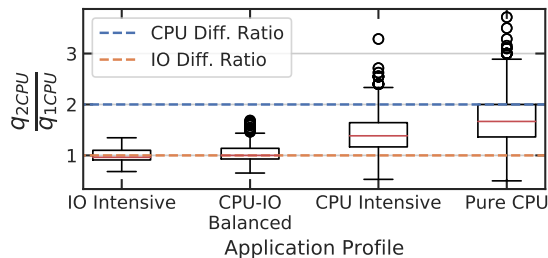 CPU Diff. Ratio
IO Diff. Ratio
q2CPU
q1CPU
3
2
1
IO Intensive
CPU-IO
Balanced
CPU Intensive
Pure CPU
Application Profile